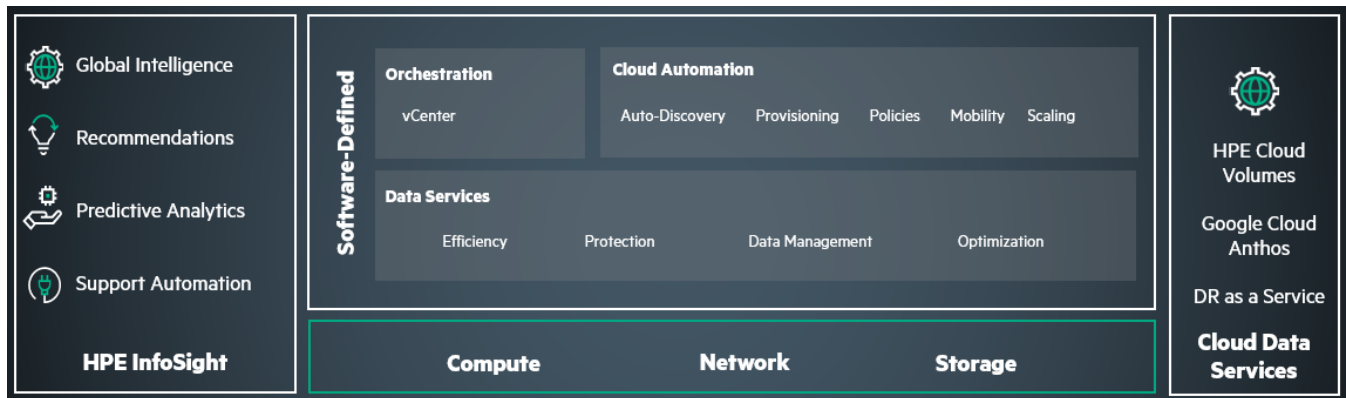 Global Intelligence
Recommendations
Predictive Analytics
Support Automation
HPE InfoSight
Software-Defined
Orchestration
vCenter
Cloud Automation
Auto-Discovery Provisioning Policies Mobility Scaling
Data Services
Efficiency Protection Data Management Optimization
Compute Network Storage
HPE Cloud
Volumes
Google Cloud
Anthos
DR as a Service
Cloud Data
Services